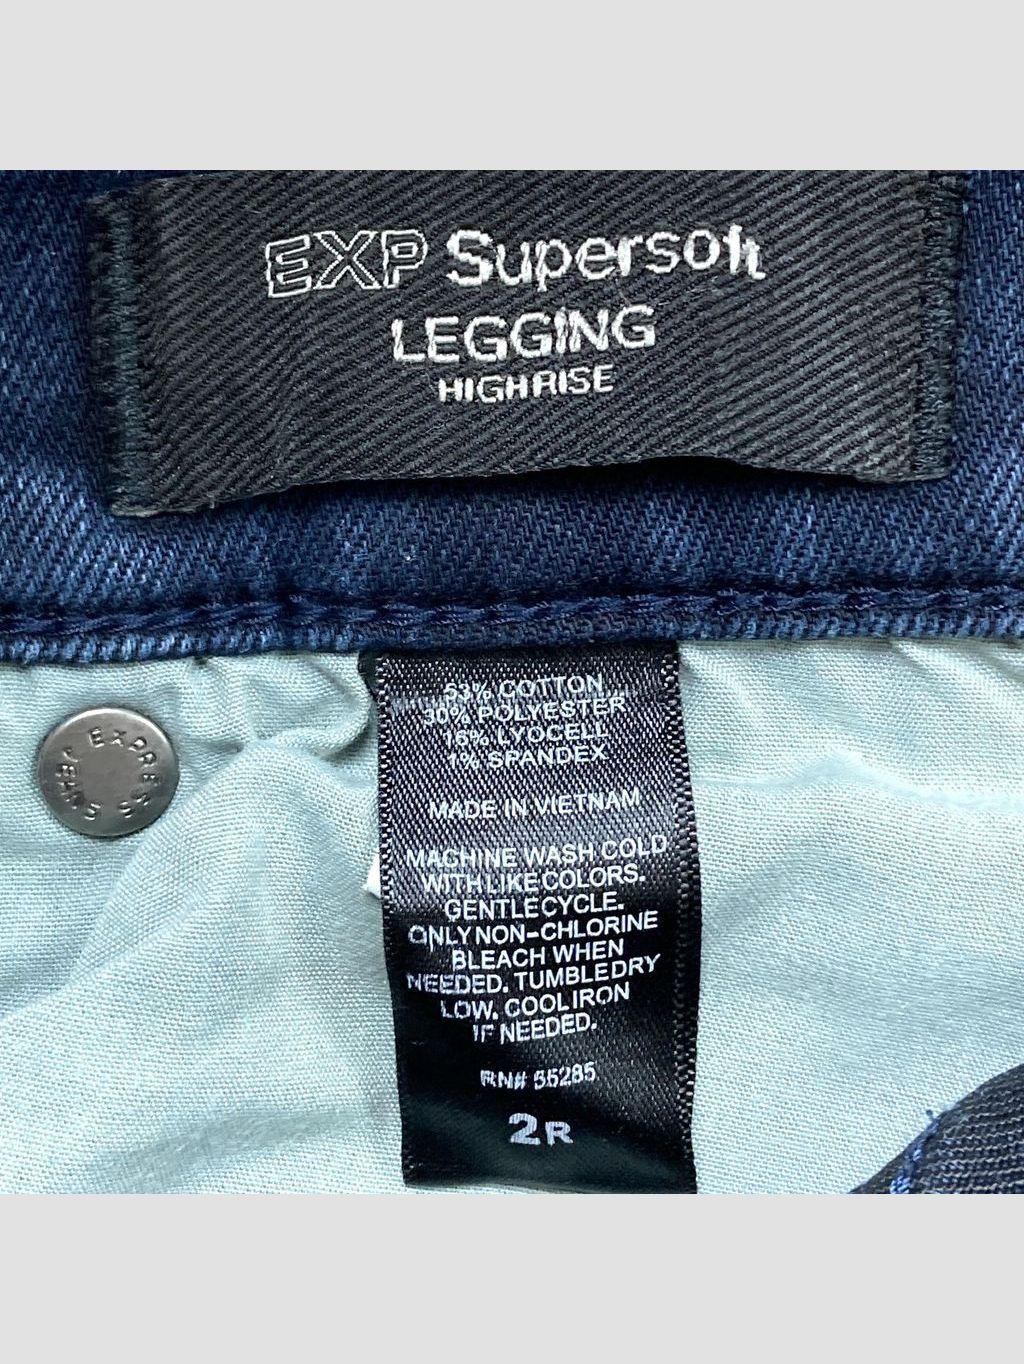 EXP Supersoft
LEGGING
HIGH RISE
EXPRESS
JEANS
53% COTTON
30% POLYESTER
16% LYOCELL
1% SPANDEX
MADE IN VIETNAM
MACHINE WASH COLD
WITH LIKE COLORS.
GENTLE CYCLE.
ONLY NON-CHLORINE
BLEACH WHEN
NEEDED. TUMBLE DRY
LOW. COOL IRON
IF NEEDED.
RN# 55285
2R